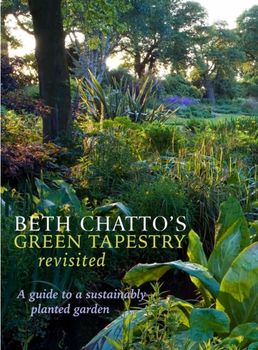 BETH CHATTO'S
GREEN TAPESTRY
revisited
A guide to a sustainably
planted garden